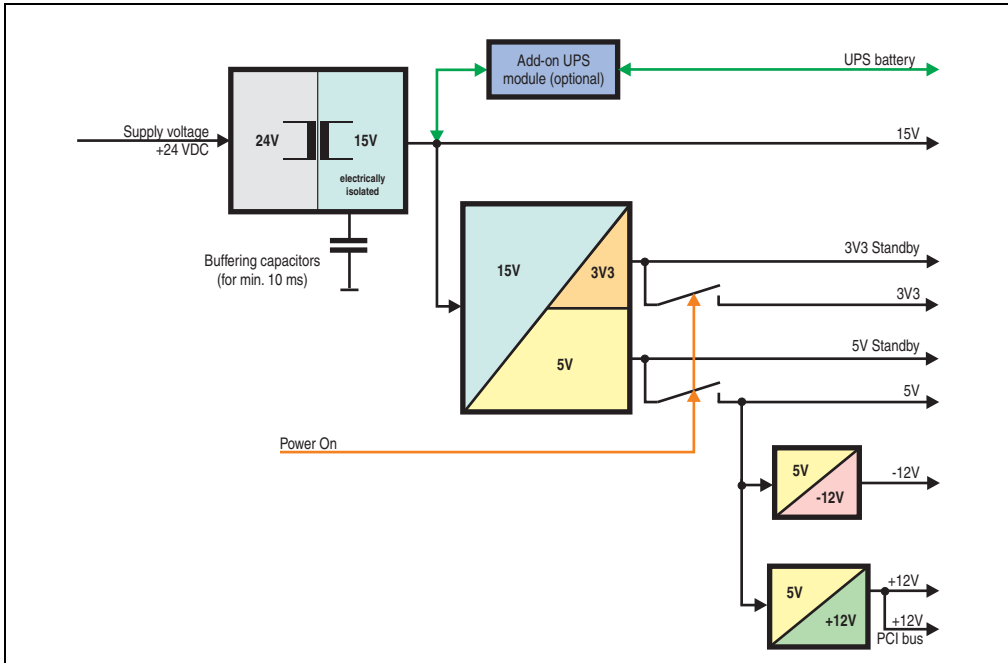 Add-on UPS
module (optional)
UPS battery
Supply voltage
+24 VDC
24V
15V
electrically
isolated
15V
Buffering capacitors
(for min. 10 ms)
15V
3V3
5V
3V3 Standby
3V3
5V Standby
5V
Power On
5V
-12V
-12V
5V
+12V
+12V
+12V
PCI bus